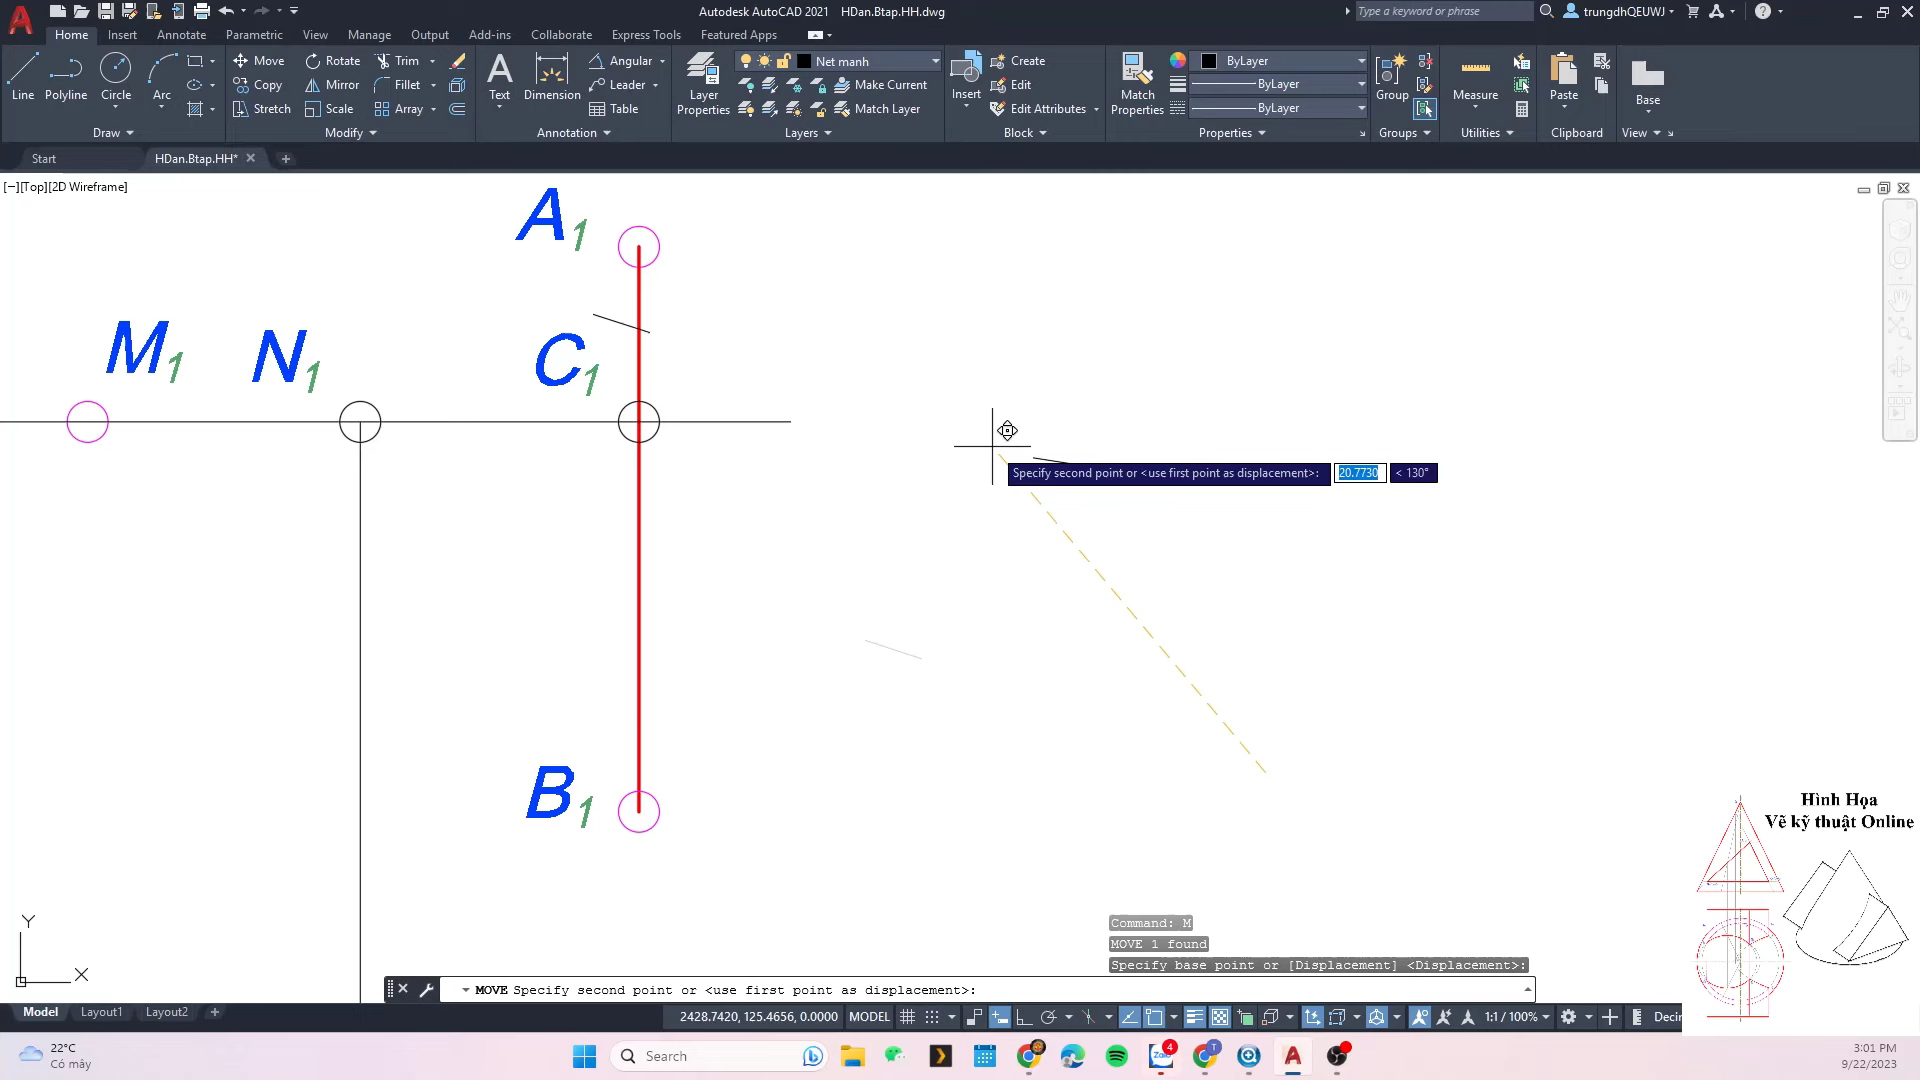 Autodesk AutoCAD 2021 HDan.Btap.HH.dwg
Type a keyword or phrase
trungdhQEUWJ
Home Insert Annotate Parametric View Manage Output Add-ins Collaborate Express Tools Featured Apps
Line Polyline Circle Arc
Move Rotate Trim
Copy Mirror Fillet
Stretch Scale Array
Text Dimension
Angular
Leader
Table
Layer Properties
Net manh
Make Current
Match Layer
Insert
Create
Edit
Edit Attributes
Match Properties
ByLayer
ByLayer
ByLayer
Group
Measure
Paste
Base
Draw Modify Annotation Layers Block Properties Groups Utilities Clipboard View
Start HDan.Btap.HH*
[−][Top][2D Wireframe]
A1
M1 N1 C1
B1
Specify second point or <use first point as displacement>: 20.7730 < 130°
Hình Họa
Vẽ kỹ thuật Online
Y
X
Command: M
MOVE 1 found
Specify base point or [Displacement] <Displacement>:
MOVE Specify second point or <use first point as displacement>:
Model Layout1 Layout2
2428.7420, 125.4656, 0.0000 MODEL
1:1 / 100%
Decir
22°C
Có mây
Search
Zalo
4
T
3:01 PM
9/22/2023